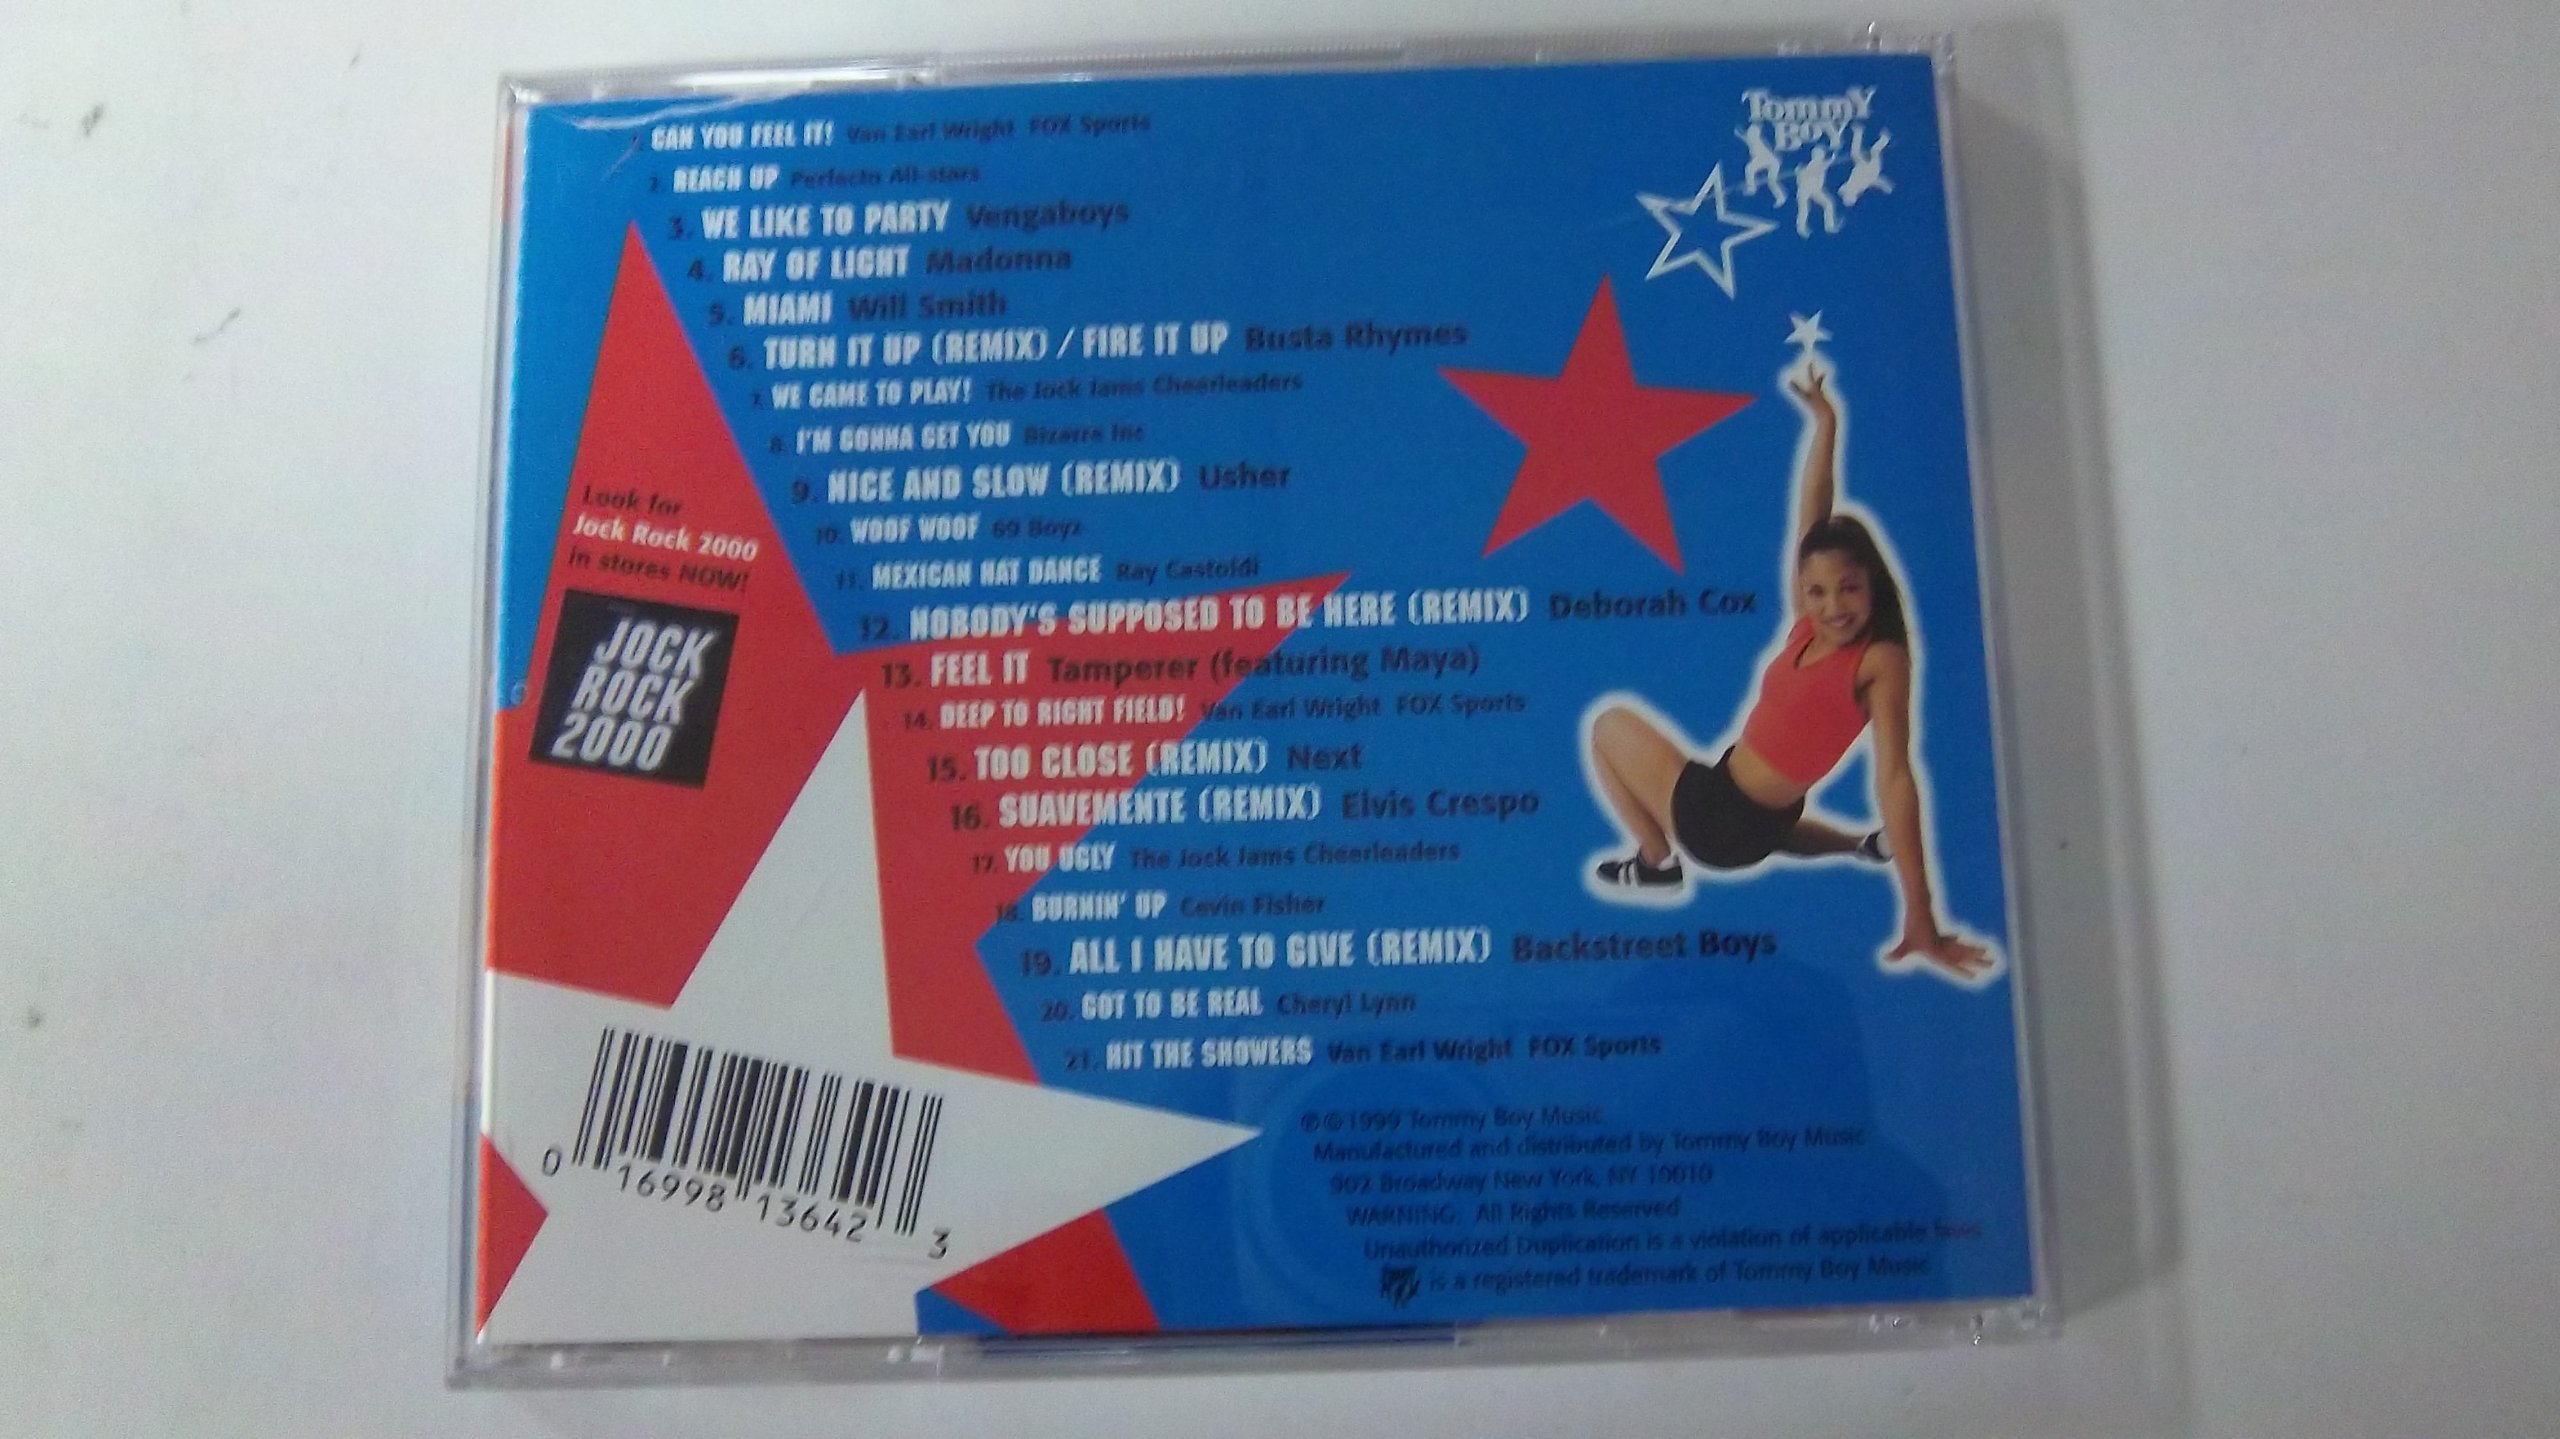 1. CAN YOU FEEL IT! Van Earl Wright FOX Sports
2. REACH UP Perfecto All-stars
3. WE LIKE TO PARTY Vengaboys
4. RAY OF LIGHT Madonna
5. MIAMI Will Smith
6. TURN IT UP (REMIX) / FIRE IT UP Busta Rhymes
7. WE CAME TO PLAY! The Jock Jams Cheerleaders
8. I'M GONNA GET YOU Bizarre Inc
9. NICE AND SLOW (REMIX) Usher
10. WOOF WOOF 69 Boyz
11. MEXICAN HAT DANCE Ray Castoldi
12. NOBODY'S SUPPOSED TO BE HERE (REMIX) Deborah Cox
13. FEEL IT Tamperer (featuring Maya)
14. DEEP TO RIGHT FIELD! Van Earl Wright FOX Sports
15. TOO CLOSE (REMIX) Next
16. SUAVEMENTE (REMIX) Elvis Crespo
17. YOU UGLY The Jock Jams Cheerleaders
18. BURNIN' UP Cevin Fisher
19. ALL I HAVE TO GIVE (REMIX) Backstreet Boys
20. GOT TO BE REAL Cheryl Lynn
21. HIT THE SHOWERS Van Earl Wright FOX Sports
TommY
BOY
Look for
Jock Rock 2000
in stores NOW!
JOCK
ROCK
2000
0 16998 13642 3
℗©1999 Tommy Boy Music
Manufactured and distributed by Tommy Boy Music
902 Broadway New York, NY 10010
WARNING: All Rights Reserved
Unauthorized Duplication is a violation of applicable laws
Tommy Boy is a registered trademark of Tommy Boy Music